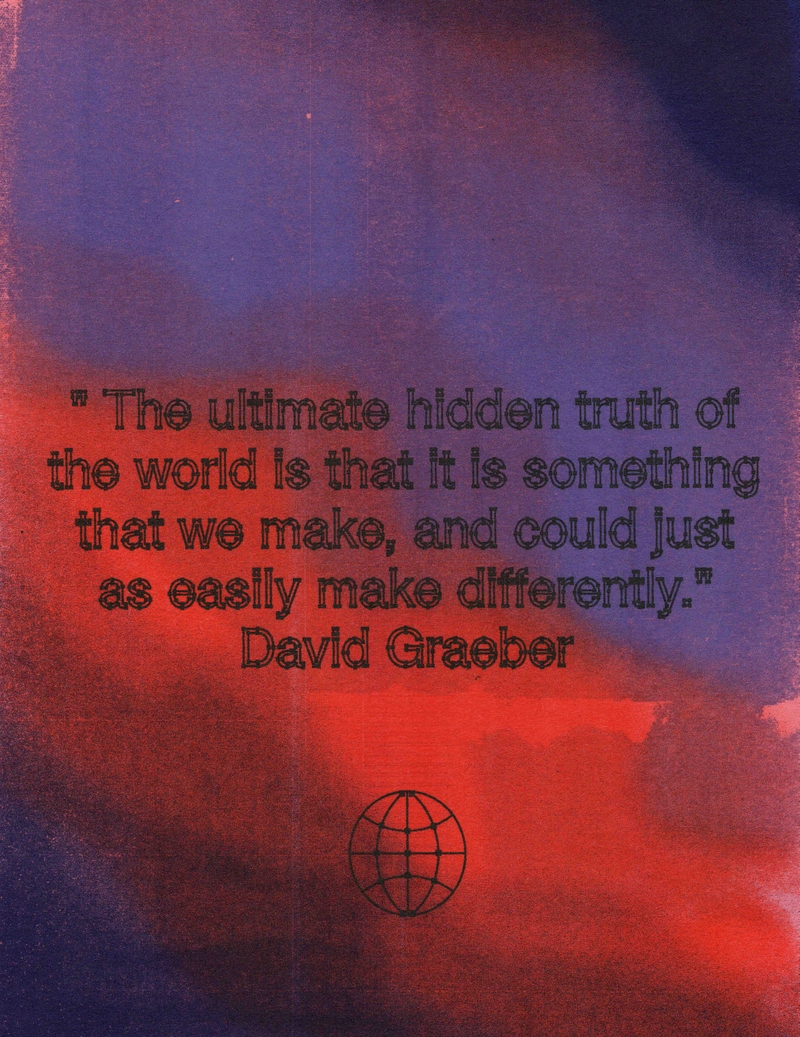 " The ultimate hidden truth of
the world is that it is something
that we make, and could just
as easily make differently."
David Graeber